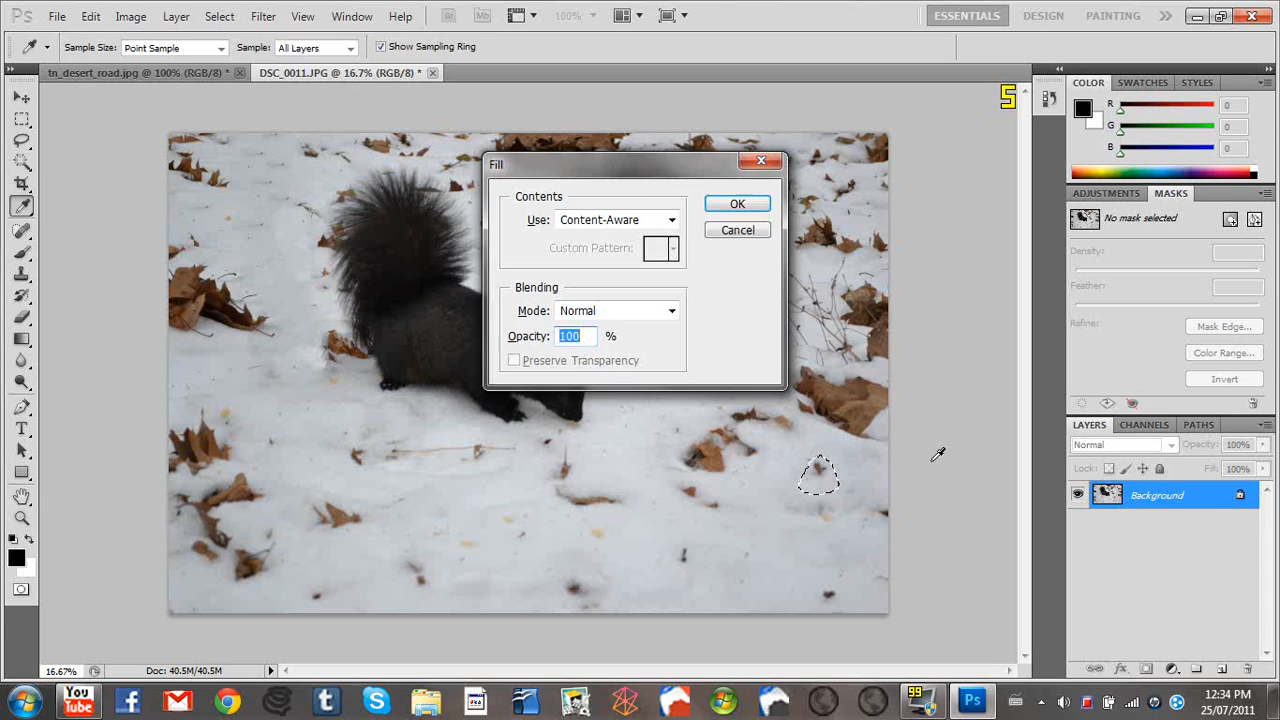 Ps File Edit Image Layer Select Filter View Window Help Br Mb 100% ESSENTIALS DESIGN PAINTING
Sample Size: Point Sample Sample: All Layers Show Sampling Ring
tn_desert_road.jpg @ 100% (RGB/8) * DSC_0011.JPG @ 16.7% (RGB/8) *
COLOR SWATCHES STYLES
S
R 0
G 0
B 0
Fill
Contents
OK
Use: Content-Aware
Cancel
Custom Pattern:
Blending
Mode: Normal
Opacity: 100 %
Preserve Transparency
ADJUSTMENTS MASKS
No mask selected
Density:
Feather:
Refine: Mask Edge...
Color Range...
Invert
LAYERS CHANNELS PATHS
Normal Opacity: 100%
Lock: Fill: 100%
Background
T
16.67% Doc: 40.5M/40.5M
You Tube f t S 99 Ps 12:34 PM
25/07/2011